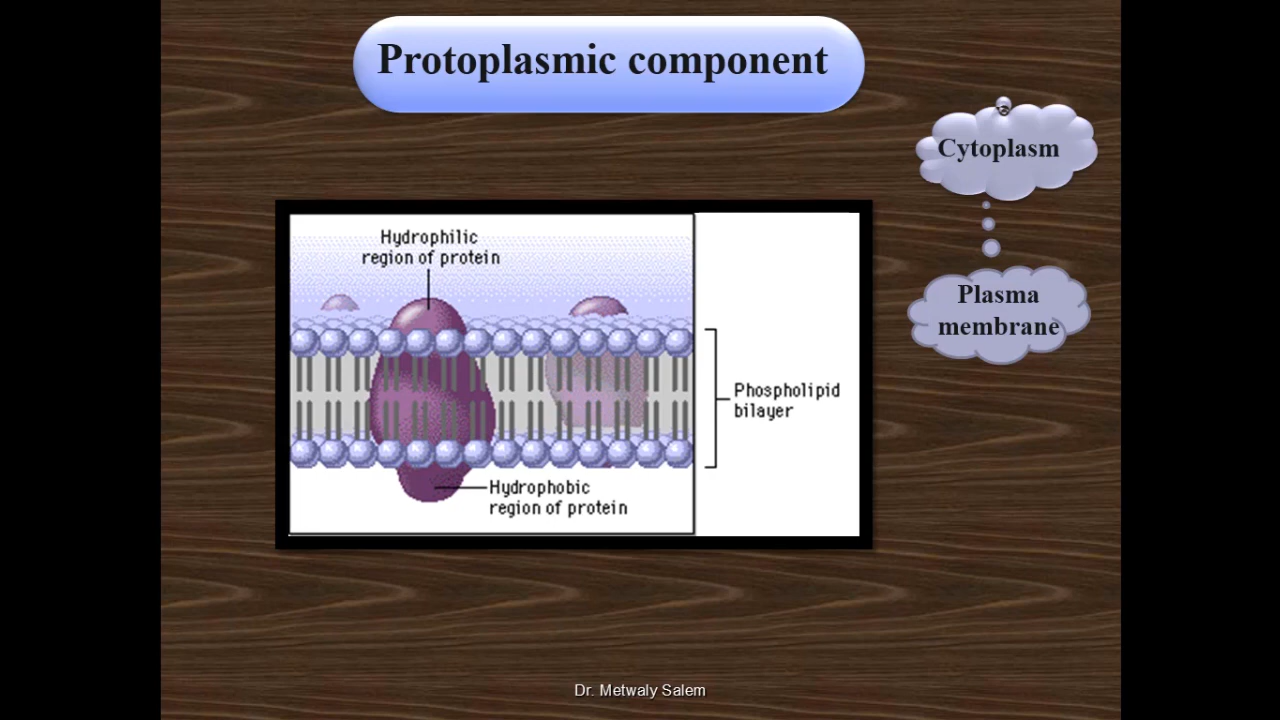 Protoplasmic component
Cytoplasm
Plasma
membrane
Hydrophilic
region of protein
Phospholipid
bilayer
Hydrophobic
region of protein
Dr. Metwaly Salem